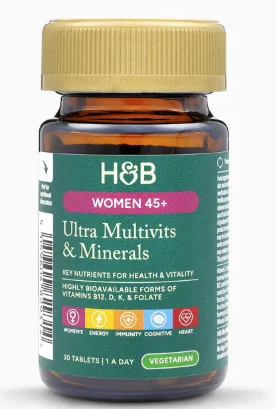 H&B
WOMEN 45+
Ultra Multivits
& Minerals
KEY NUTRIENTS FOR HEALTH & VITALITY
HIGHLY BIOAVAILABLE FORMS OF
VITAMINS B12, D, K, & FOLATE
WOMEN'S ENERGY IMMUNITY COGNITIVE HEART
30 TABLETS | 1 A DAY
VEGETARIAN